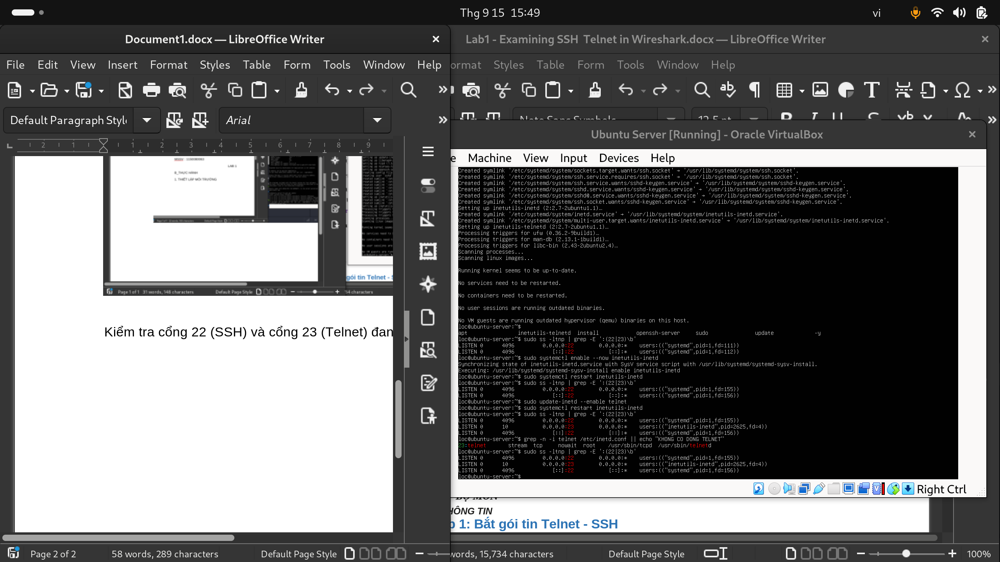 Thg 9 15  15:49
vi
Document1.docx — LibreOffice Writer
File Edit View Insert Format Styles Table Form Tools Window Help
Default Paragraph Style
Arial
2 1 1 2 3 4 5 6 7 8 9
MSSV : 1150080063
LAB 1
B_THỰC HÀNH
1. THIẾT LẬP MÔI TRƯỜNG
gói tin Telnet - S
Page 1 of 1 31 words, 148 characters Default Page Style
Kiểm tra cổng 22 (SSH) và cổng 23 (Telnet) đan
Page 2 of 2 58 words, 289 characters Default Page Style
Lab1 - Examining SSH  Telnet in Wireshark.docx — LibreOffice Writer
ormat Styles Table Form Tools Window Help
Noto Sans Symbols 12.5 pt
Ubuntu Server [Running] - Oracle VirtualBox
e Machine View Input Devices Help
Created symlink '/etc/systemd/system/sockets.target.wants/ssh.socket' → '/usr/lib/systemd/system/ssh.socket'.
Created symlink '/etc/systemd/system/ssh.service.requires/ssh.socket' → '/usr/lib/systemd/system/ssh.socket'.
Created symlink '/etc/systemd/system/ssh.service.wants/sshd-keygen.service' → '/usr/lib/systemd/system/sshd-keygen.service'.
Created symlink '/etc/systemd/system/sshd.service.wants/sshd-keygen.service' → '/usr/lib/systemd/system/sshd-keygen.service'.
Created symlink '/etc/systemd/system/sshd@.service.wants/sshd-keygen.service' → '/usr/lib/systemd/system/sshd-keygen.service'.
Created symlink '/etc/systemd/system/ssh.socket.wants/sshd-keygen.service' → '/usr/lib/systemd/system/sshd-keygen.service'.
Setting up inetutils-inetd (2:2.7-2ubuntu1.1)…
Created symlink '/etc/systemd/system/inetd.service' → '/usr/lib/systemd/system/inetutils-inetd.service'.
Created symlink '/etc/systemd/system/multi-user.target.wants/inetutils-inetd.service' → '/usr/lib/systemd/system/inetutils-inetd.service'.
Setting up inetutils-telnetd (2:2.7-2ubuntu1.1)…
Processing triggers for ufw (0.36.2-9build1)…
Processing triggers for man-db (2.13.1-1build1)…
Processing triggers for libc-bin (2.43-2ubuntu2.4)…
Scanning processes...
Scanning linux images...
Running kernel seems to be up-to-date.
No services need to be restarted.
No containers need to be restarted.
No user sessions are running outdated binaries.
No VM guests are running outdated hypervisor (qemu) binaries on this host.
loc@ubuntu-server:~$
apt inetutils-telnetd install openssh-server sudo update -y
loc@ubuntu-server:~$ sudo ss -ltnp | grep -E ':(22|23)\b'
LISTEN 0 4096 0.0.0.0:22 0.0.0.0:* users:(("systemd",pid=1,fd=111))
LISTEN 0 4096 [::]:22 [::]:* users:(("systemd",pid=1,fd=112))
loc@ubuntu-server:~$ sudo systemctl enable --now inetutils-inetd
Synchronizing state of inetutils-inetd.service with SysV service script with /usr/lib/systemd/systemd-sysv-install.
Executing: /usr/lib/systemd/systemd-sysv-install enable inetutils-inetd
loc@ubuntu-server:~$ sudo systemctl restart inetutils-inetd
loc@ubuntu-server:~$ sudo ss -ltnp | grep -E ':(22|23)\b'
LISTEN 0 4096 0.0.0.0:22 0.0.0.0:* users:(("systemd",pid=1,fd=155))
LISTEN 0 4096 [::]:22 [::]:* users:(("systemd",pid=1,fd=156))
loc@ubuntu-server:~$ sudo update-inetd --enable telnet
loc@ubuntu-server:~$ sudo systemctl restart inetutils-inetd
loc@ubuntu-server:~$ sudo ss -ltnp | grep -E ':(22|23)\b'
LISTEN 0 4096 0.0.0.0:22 0.0.0.0:* users:(("systemd",pid=1,fd=155))
LISTEN 0 10 0.0.0.0:23 0.0.0.0:* users:(("inetutils-inetd",pid=2625,fd=4))
LISTEN 0 4096 [::]:22 [::]:* users:(("systemd",pid=1,fd=156))
loc@ubuntu-server:~$ grep -n -i telnet /etc/inetd.conf || echo "KHONG CO DONG TELNET"
23:telnet stream tcp nowait root /usr/sbin/tcpd /usr/sbin/telnetd
loc@ubuntu-server:~$ sudo ss -ltnp | grep -E ':(22|23)\b'
LISTEN 0 4096 0.0.0.0:22 0.0.0.0:* users:(("systemd",pid=1,fd=155))
LISTEN 0 10 0.0.0.0:23 0.0.0.0:* users:(("inetutils-inetd",pid=2625,fd=4))
LISTEN 0 4096 [::]:22 [::]:* users:(("systemd",pid=1,fd=156))
loc@ubuntu-server:~$
Right Ctrl
BỘ MÔN
HÔNG TIN
b 1: Bắt gói tin Telnet - SSH
words, 15,734 characters Default Page Style 100%